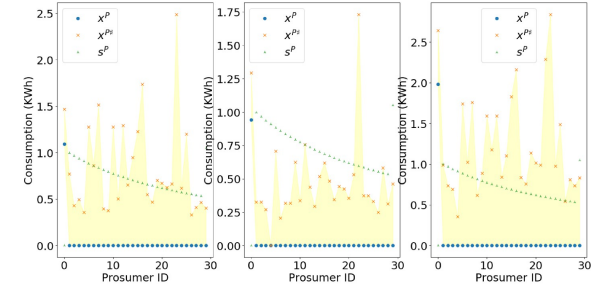 2.5
2.0
1.5
1.0
0.5
0.0
Consumption (KWh)
x^P
x^{Ps}
s^P
0 10 20 30
Prosumer ID
1.75
1.50
1.25
1.00
0.75
0.50
0.25
0.00
Consumption (KWh)
x^P
x^{Ps}
s^P
0 10 20 30
Prosumer ID
2.5
2.0
1.5
1.0
0.5
0.0
Consumption (KWh)
x^P
x^{Ps}
s^P
0 10 20 30
Prosumer ID